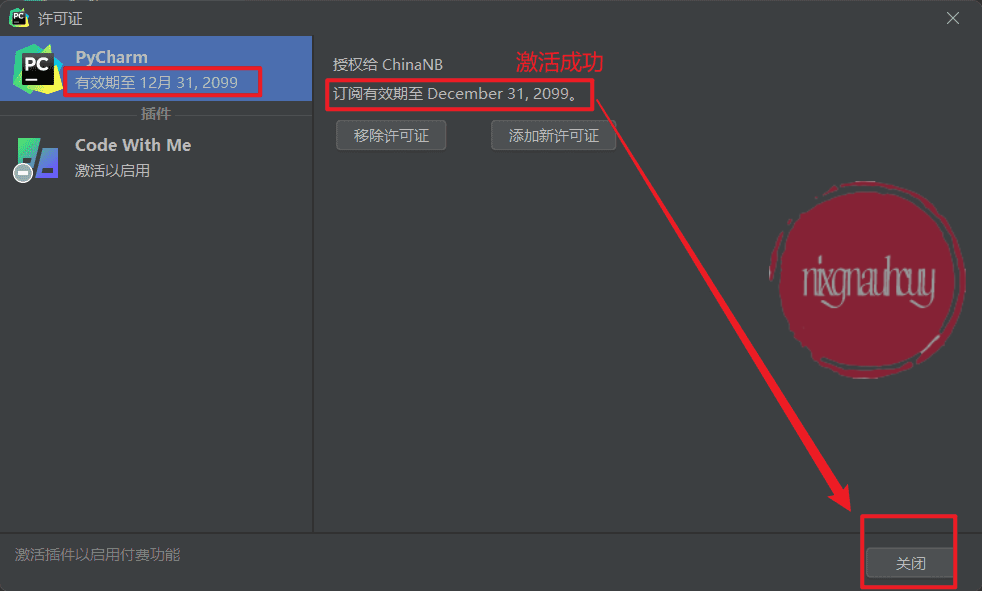 许可证
PyCharm
有效期至 12月 31, 2099
插件
Code With Me
激活以启用
授权给 ChinaNB
激活成功
订阅有效期至 December 31, 2099。
移除许可证
添加新许可证
nixgnauhcuy
激活插件以启用付费功能
关闭
PC